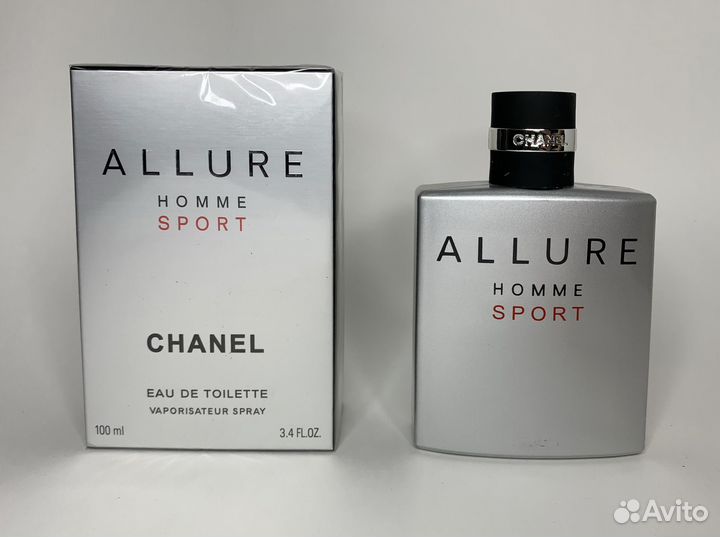 ALLURE
HOMME
SPORT
CHANEL
EAU DE TOILETTE
VAPORISATEUR SPRAY
100 ml 3.4 FL.OZ.
CHANEL
ALLURE
HOMME
SPORT
Avito